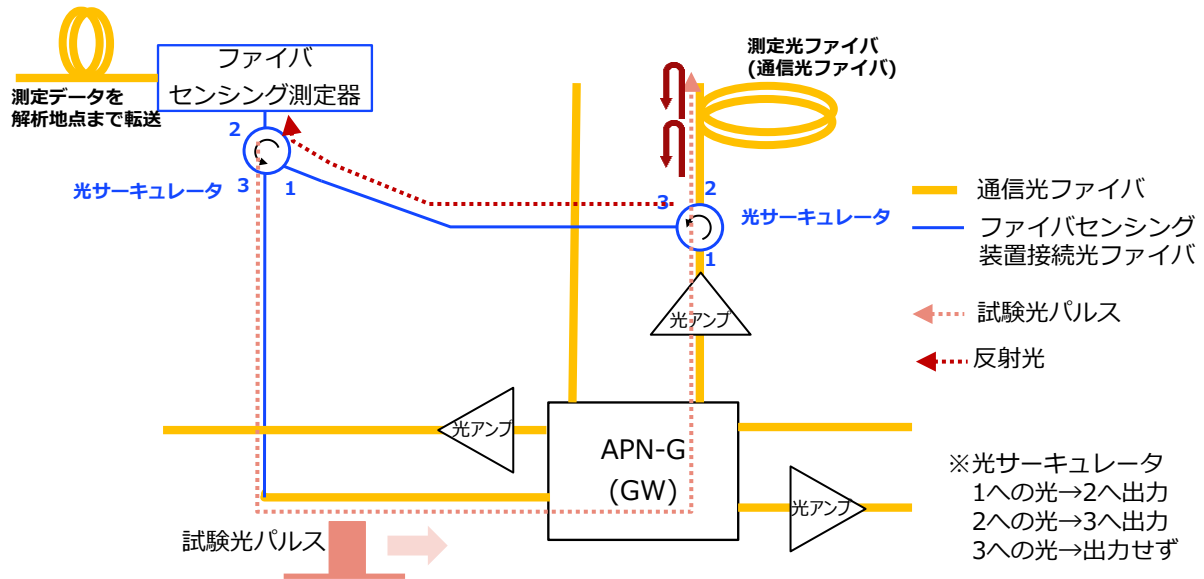 ファイバ
センシング測定器
測定データを
解析地点まで転送
2
3
1
光サーキュレータ
測定光ファイバ
(通信光ファイバ)
3
2
1
光サーキュレータ
光アンプ
光アンプ
APN-G
(GW)
光アンプ
試験光パルス
通信光ファイバ
ファイバセンシング
装置接続光ファイバ
試験光パルス
反射光
※光サーキュレータ
1への光→2へ出力
2への光→3へ出力
3への光→出力せず